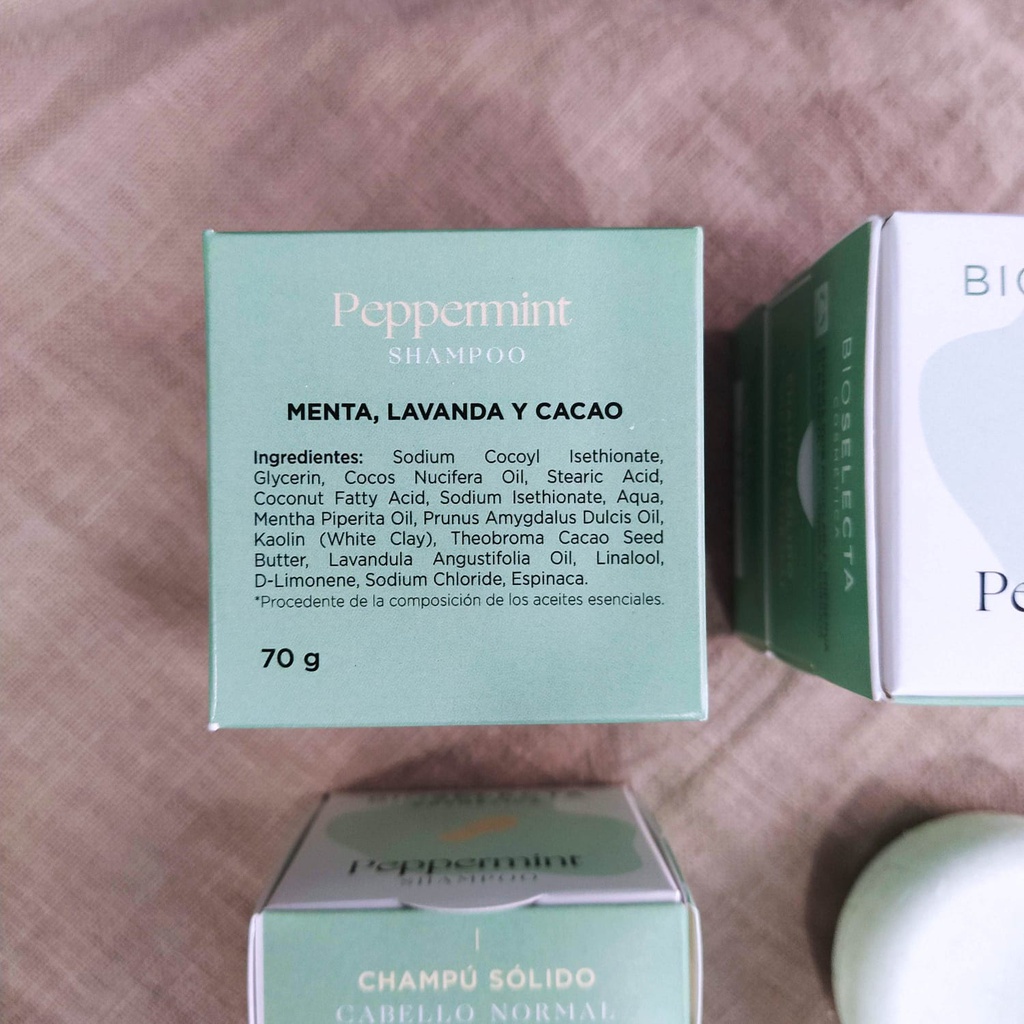 Peppermint
SHAMPOO
MENTA, LAVANDA Y CACAO
Ingredientes: Sodium Cocoyl Isethionate,
Glycerin, Cocos Nucifera Oil, Stearic Acid,
Coconut Fatty Acid, Sodium Isethionate, Aqua,
Mentha Piperita Oil, Prunus Amygdalus Dulcis Oil,
Kaolin (White Clay), Theobroma Cacao Seed
Butter, Lavandula Angustifolia Oil, Linalool,
D-Limonene, Sodium Chloride, Espinaca.
*Procedente de la composición de los aceites esenciales.
70 g
BIOSELECTA
COSMÉTICA
BIO
Pe
Peppermint
SHAMPOO
CHAMPÚ SÓLIDO
CABELLO NORMAL